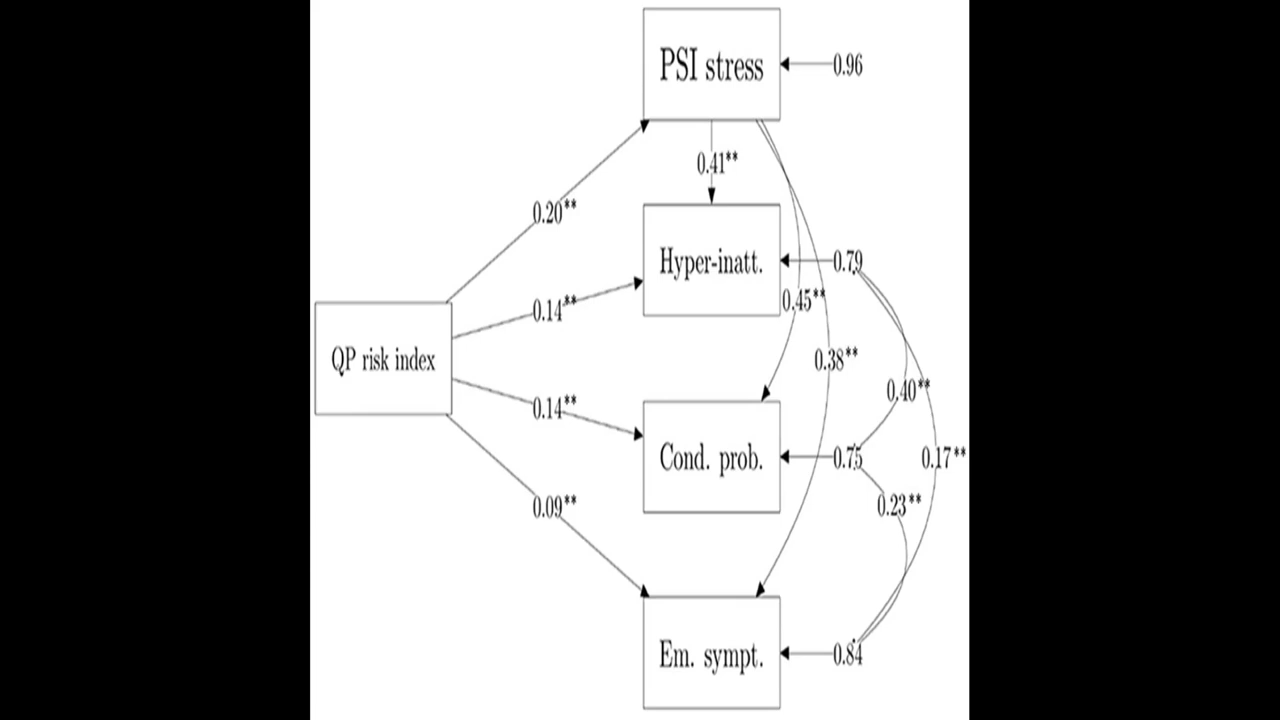 PSI stress
0.96
0.41**
0.20**
Hyper-inatt.
0.79
0.14**
0.45**
QP risk index
0.38**
0.40**
0.14**
Cond. prob.
0.75
0.17**
0.23**
0.09**
Em. sympt.
0.84